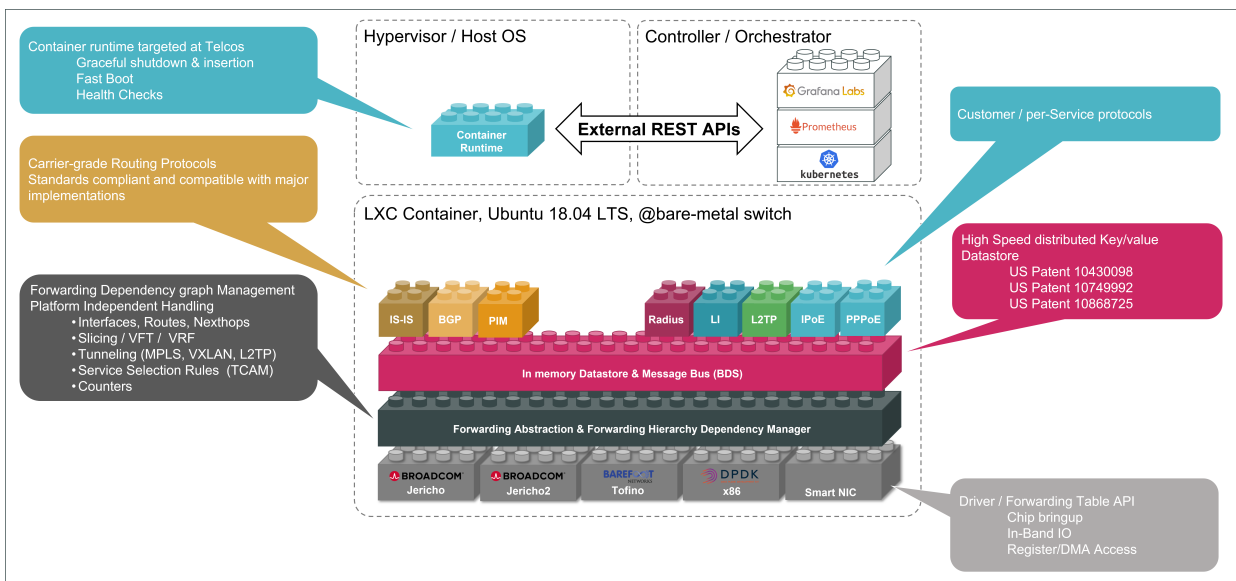 Container runtime targeted at Telcos
Graceful shutdown & insertion
Fast Boot
Health Checks
Hypervisor / Host OS
Container
Runtime
External REST APIs
Controller / Orchestrator
Grafana Labs
Prometheus
kubernetes
Customer / per-Service protocols
Carrier-grade Routing Protocols
Standards compliant and compatible with major
implementations
LXC Container, Ubuntu 18.04 LTS, @bare-metal switch
High Speed distributed Key/value
Datastore
US Patent 10430098
US Patent 10749992
US Patent 10868725
Forwarding Dependency graph Management
Platform Independent Handling
• Interfaces, Routes, Nexthops
• Slicing / VFT / VRF
• Tunneling (MPLS, VXLAN, L2TP)
• Service Selection Rules (TCAM)
• Counters
IS-IS
BGP
PIM
Radius
LI
L2TP
IPoE
PPPoE
In memory Datastore & Message Bus (BDS)
Forwarding Abstraction & Forwarding Hierarchy Dependency Manager
BROADCOM
Jericho
BROADCOM
Jericho2
BAREFOOT
NETWORKS
Tofino
DPDK
x86
Smart NIC
Driver / Forwarding Table API
Chip bringup
In-Band IO
Register/DMA Access